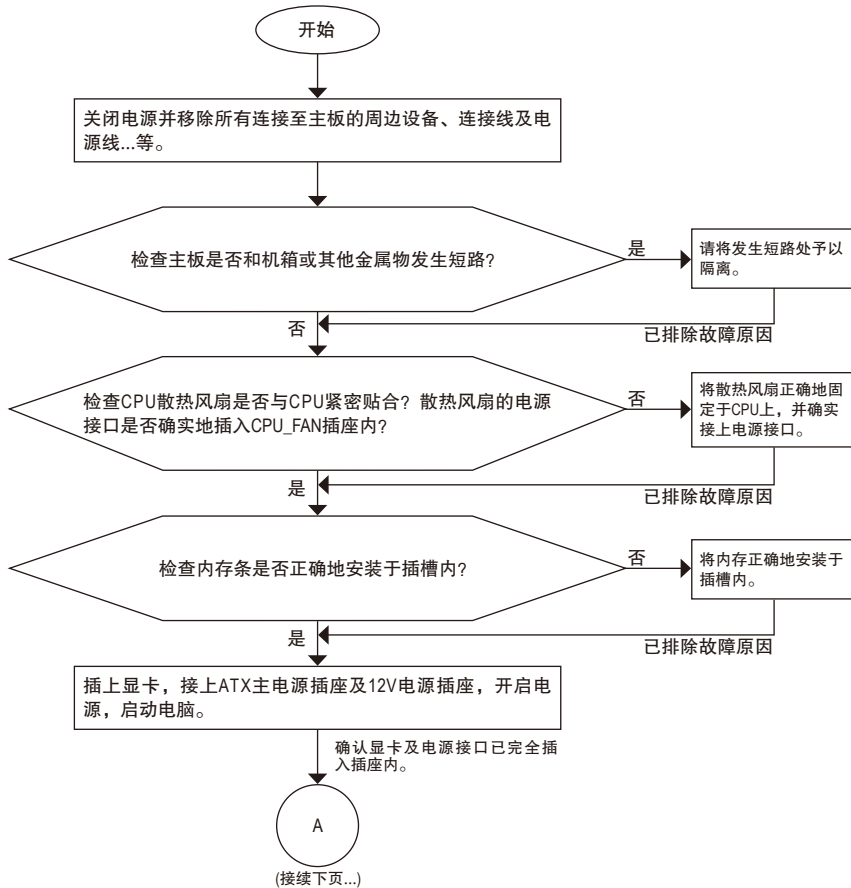 开始
关闭电源并移除所有连接至主板的周边设备、连接线及电
源线...等。
检查主板是否和机箱或其他金属物发生短路?
是
请将发生短路处予以
隔离。
否
已排除故障原因
检查CPU散热风扇是否与CPU紧密贴合? 散热风扇的电源
接口是否确实地插入CPU_FAN插座内?
否
将散热风扇正确地固
定于CPU上，并确实
接上电源接口。
是
已排除故障原因
检查内存条是否正确地安装于插槽内?
否
将内存正确地安装于
插槽内。
是
已排除故障原因
插上显卡，接上ATX主电源插座及12V电源插座，开启电
源，启动电脑。
确认显卡及电源接口已完全插
入插座内。
A
(接续下页...)